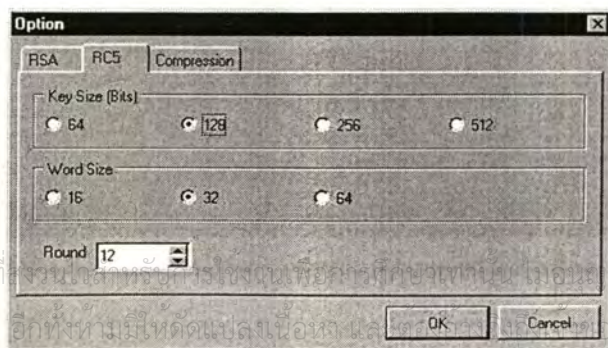 Option
RSA RC5 Compression
Key Size (Bits)
64 128 256 512
Word Size
16 32 64
Round 12
OK Cancel